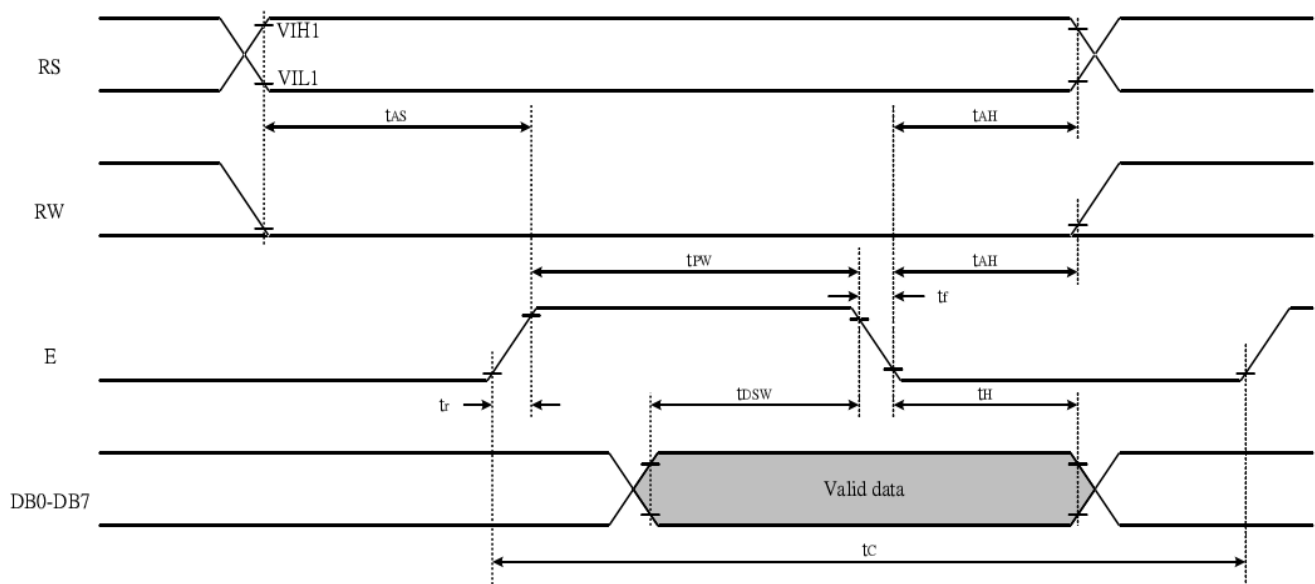 VIH1
RS
VIL1
tAS
tAH
RW
tPW
tAH
tf
E
tr
tDSW
tH
Valid data
DB0-DB7
tC